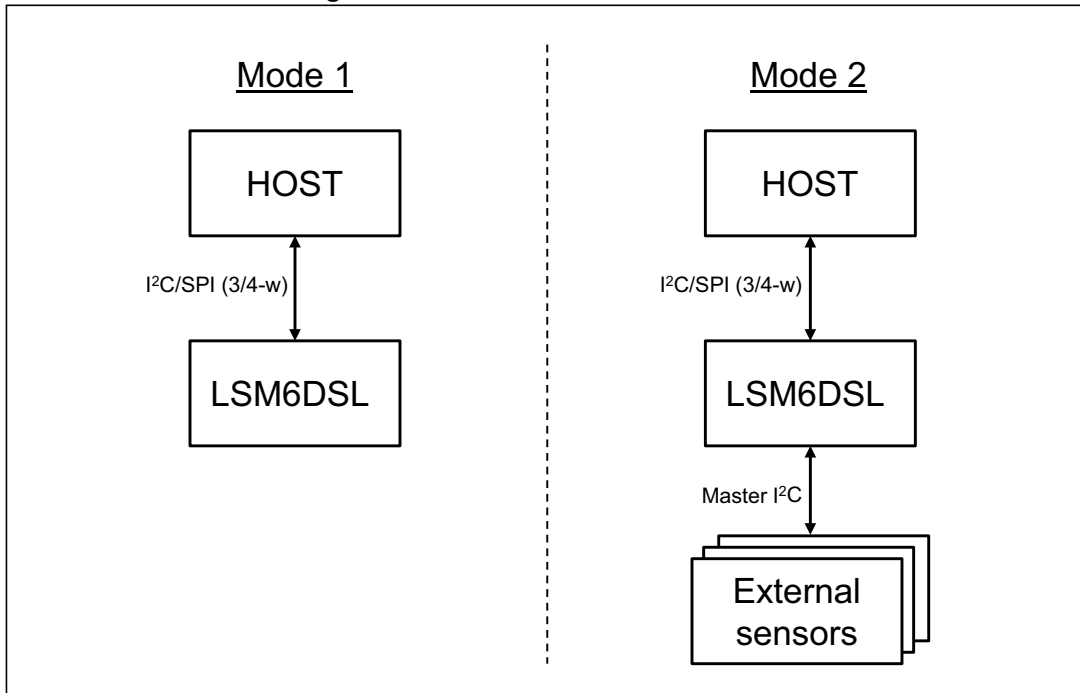 Mode 1
HOST
I²C/SPI (3/4-w)
LSM6DSL
Mode 2
HOST
I²C/SPI (3/4-w)
LSM6DSL
Master I²C
External
sensors